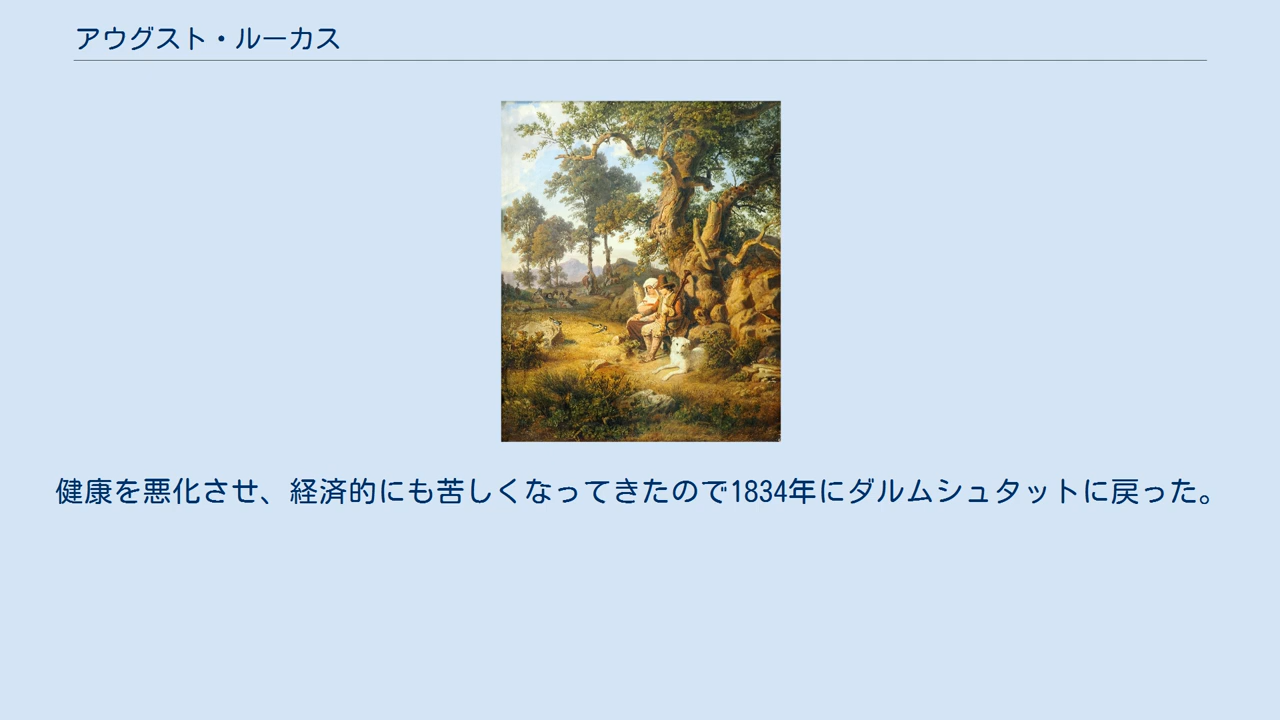 アウグスト・ルーカス
健康を悪化させ、経済的にも苦しくなってきたので1834年にダルムシュタットに戻った。